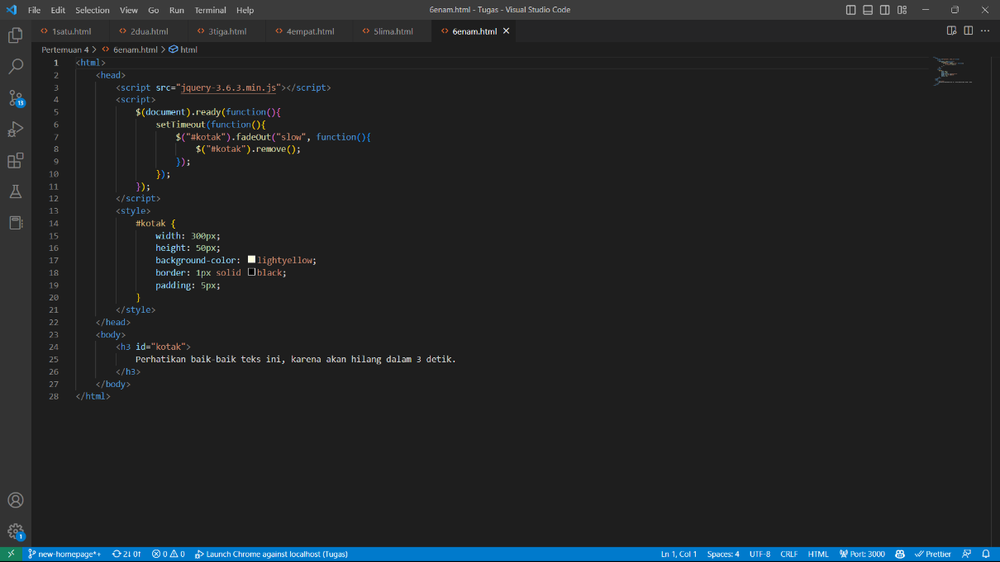 File Edit Selection View Go Run Terminal Help 6enam.html - Tugas - Visual Studio Code
1satu.html 2dua.html 3tiga.html 4empat.html 5lima.html 6enam.html
Pertemuan 4 > 6enam.html > html
1 <html>
2 <head>
3 <script src="jquery-3.6.3.min.js"></script>
4 <script>
5 $(document).ready(function(){
6 setTimeout(function(){
7 $("#kotak").fadeOut("slow", function(){
8 $("#kotak").remove();
9 });
10 });
11 });
12 </script>
13 <style>
14 #kotak {
15 width: 300px;
16 height: 50px;
17 background-color: lightyellow;
18 border: 1px solid black;
19 padding: 5px;
20 }
21 </style>
22 </head>
23 <body>
24 <h3 id="kotak">
25 Perhatikan baik-baik teks ini, karena akan hilang dalam 3 detik.
26 </h3>
27 </body>
28 </html>
13
1
new-homepage*+ 2↓ 0↑ 0 0 Launch Chrome against localhost (Tugas) Ln 1, Col 1 Spaces: 4 UTF-8 CRLF HTML Port: 3000 Prettier